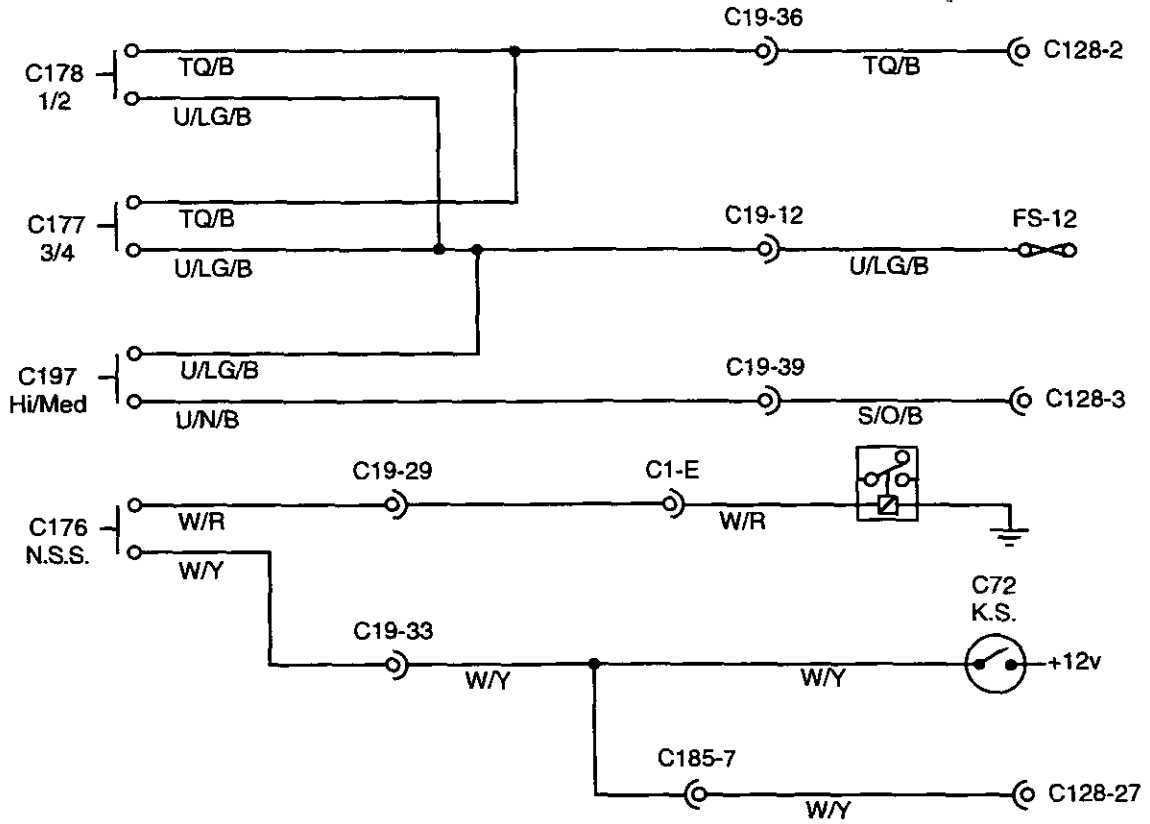 C19-36
C178
1/2
TQ/B
TQ/B
C128-2
U/LG/B
C177
3/4
TQ/B
C19-12
FS-12
U/LG/B
U/LG/B
C197
Hi/Med
U/LG/B
C19-39
U/N/B
S/O/B
C128-3
C19-29
C1-E
C176
N.S.S.
W/R
W/R
W/Y
C72
K.S.
C19-33
W/Y
W/Y
+12v
C185-7
W/Y
C128-27